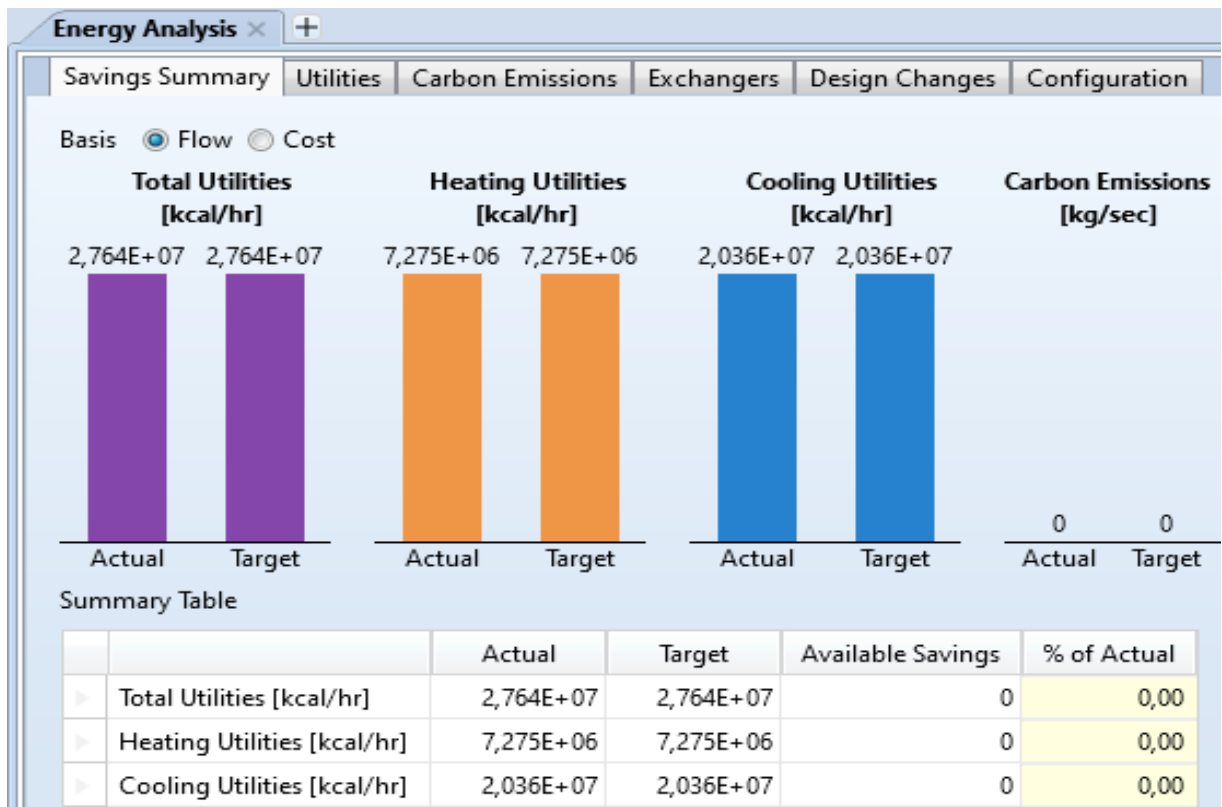 Energy Analysis
Savings Summary Utilities Carbon Emissions Exchangers Design Changes Configuration
Basis Flow Cost
Total Utilities Heating Utilities Cooling Utilities Carbon Emissions
[kcal/hr] [kcal/hr] [kcal/hr] [kg/sec]
2,764E+07 2,764E+07 7,275E+06 7,275E+06 2,036E+07 2,036E+07
0 0
Actual Target Actual Target Actual Target Actual Target
Summary Table
Actual Target Available Savings % of Actual
Total Utilities [kcal/hr] 2,764E+07 2,764E+07 0 0,00
Heating Utilities [kcal/hr] 7,275E+06 7,275E+06 0 0,00
Cooling Utilities [kcal/hr] 2,036E+07 2,036E+07 0 0,00